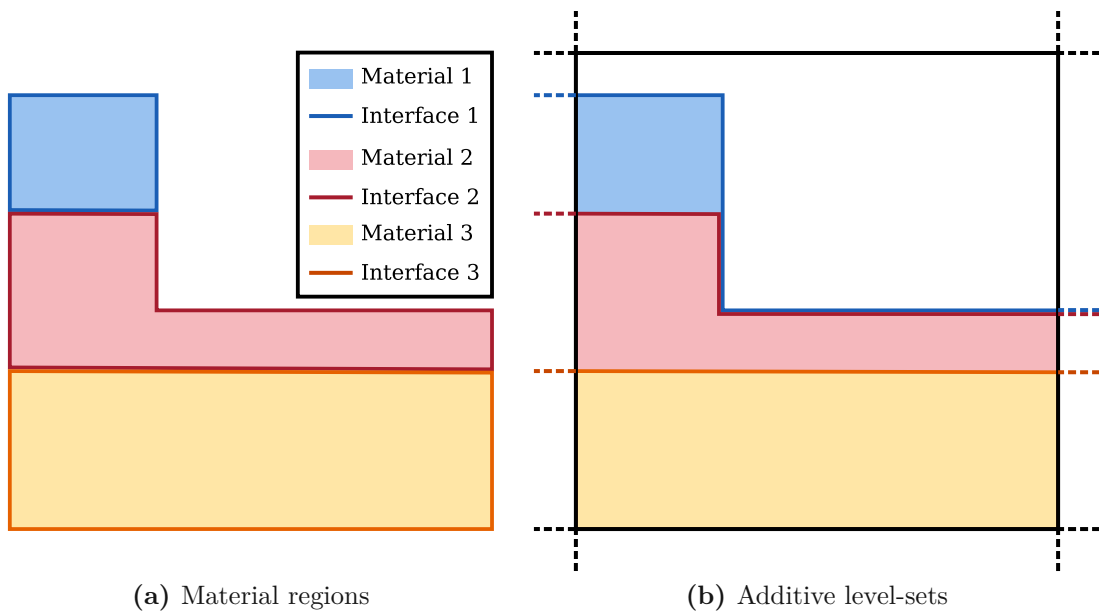 Material 1
Interface 1
Material 2
Interface 2
Material 3
Interface 3
(a) Material regions
(b) Additive level-sets